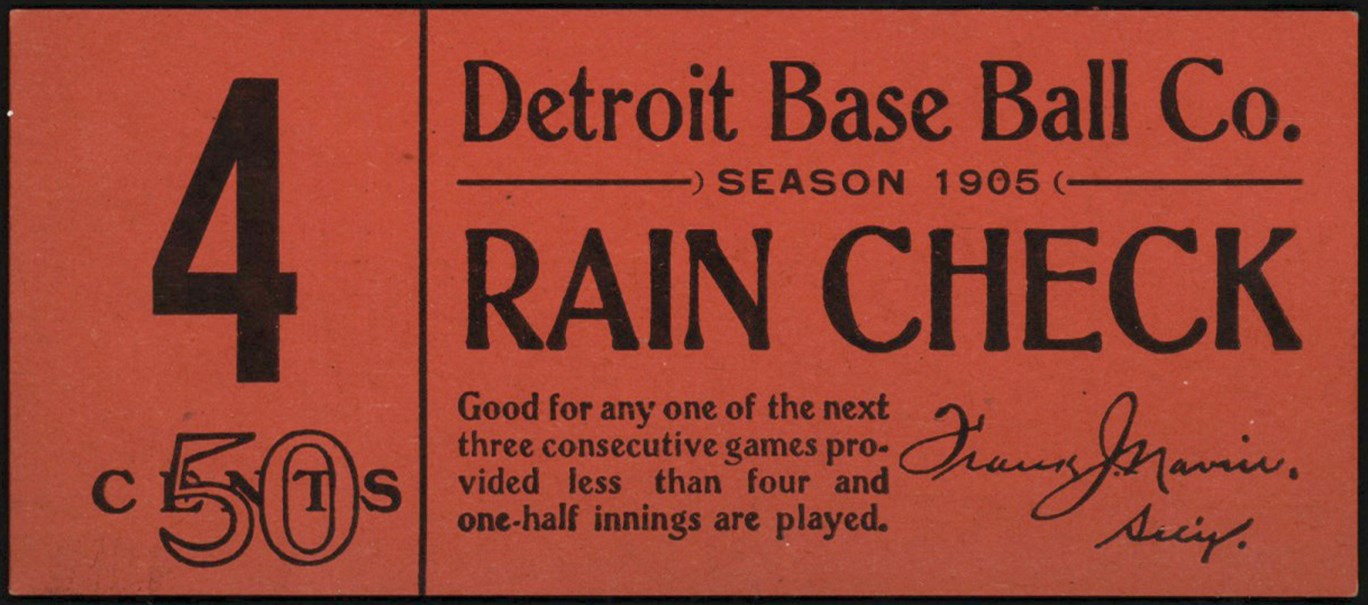 4
50
CENTS
Detroit Base Ball Co.
SEASON 1905
RAIN CHECK
Good for any one of the next
three consecutive games pro-
vided less than four and
one-half innings are played.
Frank J. Navin.
Sec'y.